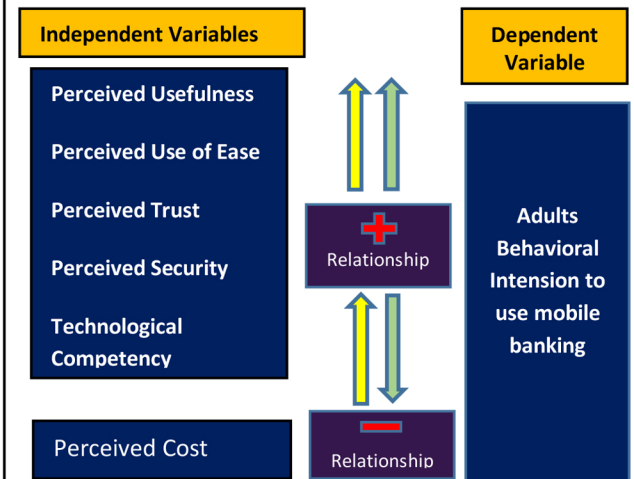 Independent Variables
Dependent
Variable
Perceived Usefulness
Perceived Use of Ease
Perceived Trust
Perceived Security
Technological
Competency
Relationship
Adults
Behavioral
Intension to
use mobile
banking
Perceived Cost
Relationship